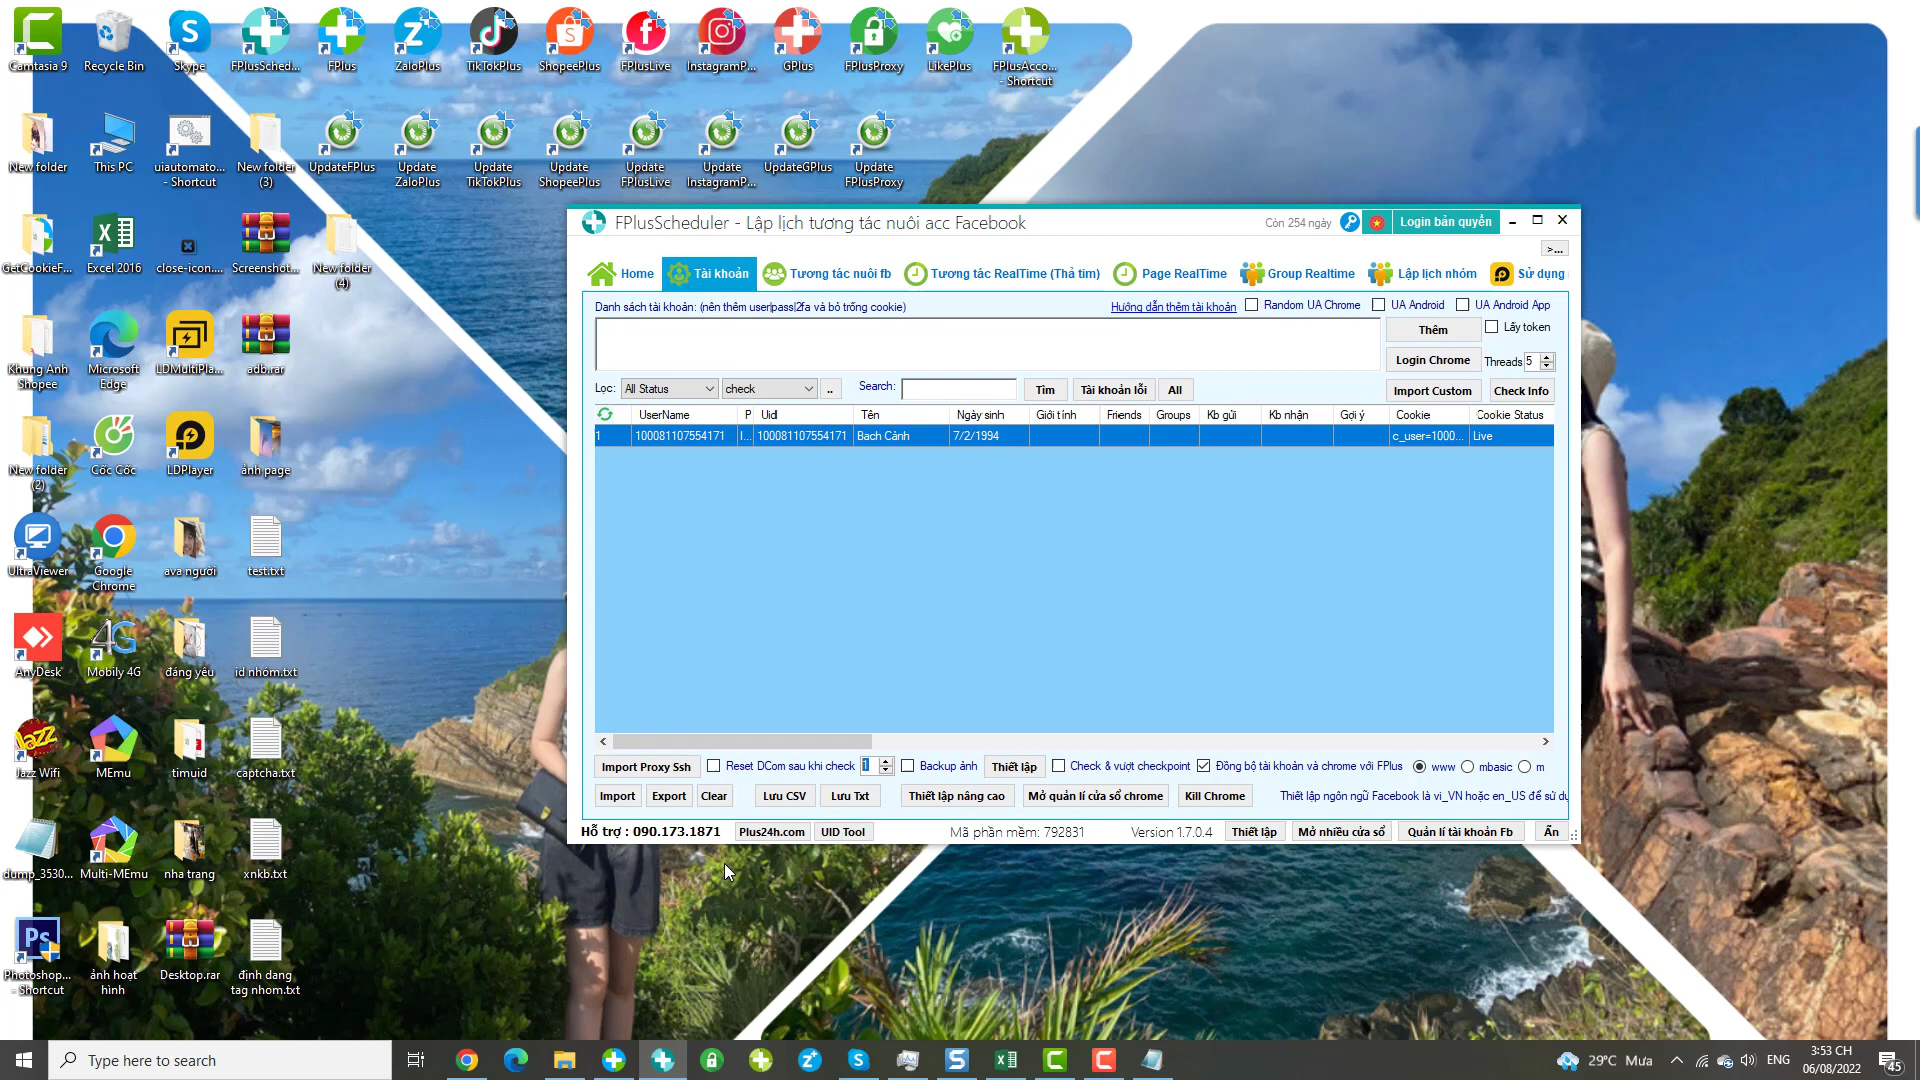 Camtasia 9
Recycle Bin
Skype
FPlusSched...
FPlus
ZaloPlus
TikTokPlus
ShopeePlus
FPlusLive
InstagramP...
GPlus
FPlusProxy
LikePlus
FPlusAcco... - Shortcut
New folder
This PC
uiautomato... - Shortcut
New folder (3)
UpdateFPlus
Update ZaloPlus
Update TikTokPlus
Update ShopeePlus
Update FPlusLive
Update InstagramP...
UpdateGPlus
Update FPlusProxy
GetCookieF...
Excel 2016
close-icon....
Screenshot...
New folder (4)
Khung Anh Shopee
Microsoft Edge
LDMultiPla...
adb.rar
New folder (2)
Cốc Cốc
LDPlayer
ảnh page
UltraViewer
Google Chrome
ava người
test.txt
AnyDesk
Mobily 4G
đáng yêu
id nhóm.txt
Jazz Wifi
MEmu
timuid
captcha.txt
dump_3530...
Multi-MEmu
nha trang
xnkb.txt
Photoshop... - Shortcut
ảnh hoạt hình
Desktop.rar
định dang tag nhom.txt
FPlusScheduler - Lập lịch tương tác nuôi acc Facebook
Còn 254 ngày
Login bản quyền
>...
Home
Tài khoản
Tương tác nuôi fb
Tương tác RealTime (Thả tim)
Page RealTime
Group Realtime
Lập lịch nhóm
Sử dụng
Danh sách tài khoản: (nên thêm user|pass|2fa và bỏ trống cookie)
Hướng dẫn thêm tài khoản
Random UA Chrome
UA Android
UA Android App
Thêm
Lấy token
Login Chrome
Threads 5
Lọc:
All Status
check
..
Search:
Tìm
Tài khoản lỗi
All
Import Custom
Check Info
UserName P Uid Tên Ngày sinh Giới tính Friends Groups Kb gửi Kb nhận Gợi ý Cookie Cookie Status
1 100081107554171 l... 100081107554171 Bach Cảnh 7/2/1994 c_user=1000... Live
Import Proxy Ssh
Reset DCom sau khi check
1
Backup ảnh
Thiết lập
Check & vượt checkpoint
Đồng bộ tài khoản và chrome với FPlus
www
mbasic
m
Import
Export
Clear
Lưu CSV
Lưu Txt
Thiết lập nâng cao
Mở quản lí cửa sổ chrome
Kill Chrome
Thiết lập ngôn ngữ Facebook là vi_VN hoặc en_US để sử dụ
Hỗ trợ : 090.173.1871
Plus24h.com
UID Tool
Mã phần mềm: 792831
Version 1.7.0.4
Thiết lập
Mở nhiều cửa sổ
Quản lí tài khoản Fb
Ẩn
Type here to search
29°C Mưa
ENG
3:53 CH
06/08/2022
45